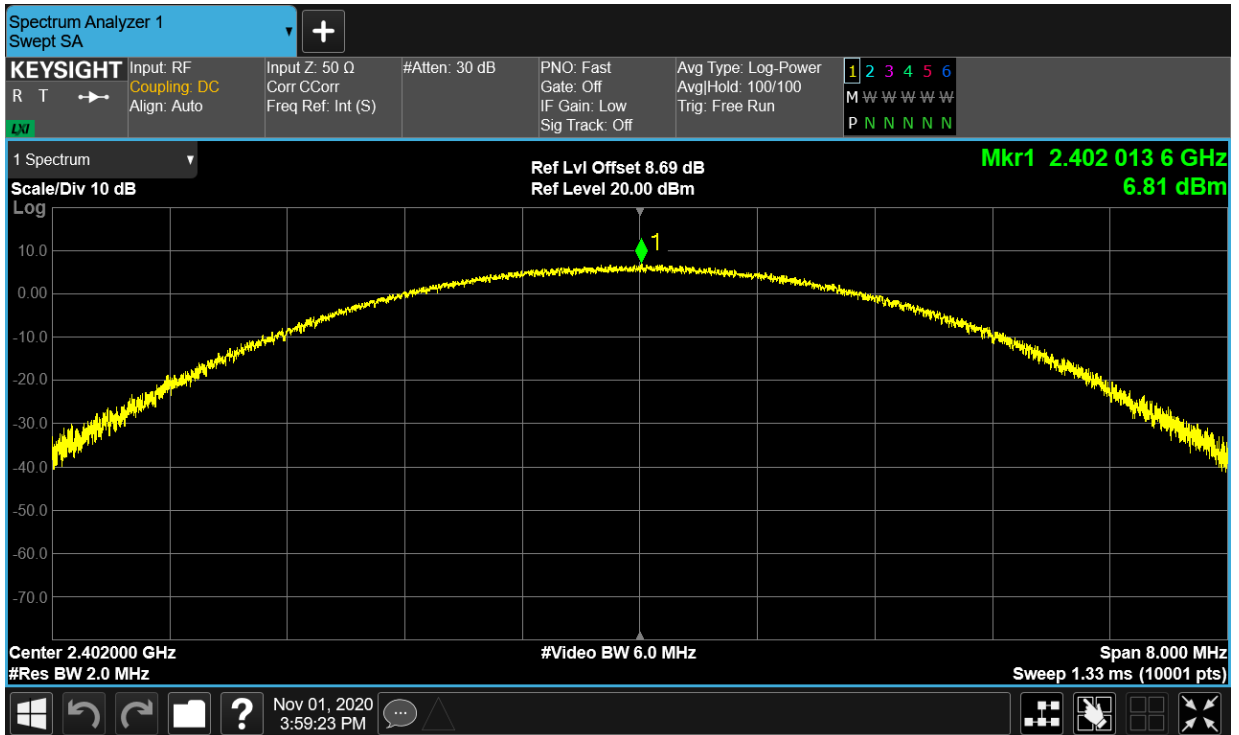 Spectrum Analyzer 1
Swept SA
KEYSIGHT
R T
LXI
Input: RF
Coupling: DC
Align: Auto
Input Z: 50 Ω
Corr CCorr
Freq Ref: Int (S)
#Atten: 30 dB
PNO: Fast
Gate: Off
IF Gain: Low
Sig Track: Off
Avg Type: Log-Power
Avg|Hold: 100/100
Trig: Free Run
1 2 3 4 5 6
M W W W W W
P N N N N N
1 Spectrum
Scale/Div 10 dB
Log
Ref Lvl Offset 8.69 dB
Ref Level 20.00 dBm
Mkr1 2.402 013 6 GHz
6.81 dBm
1
10.0
0.00
-10.0
-20.0
-30.0
-40.0
-50.0
-60.0
-70.0
Center 2.402000 GHz
#Res BW 2.0 MHz
#Video BW 6.0 MHz
Span 8.000 MHz
Sweep 1.33 ms (10001 pts)
?
Nov 01, 2020
3:59:23 PM